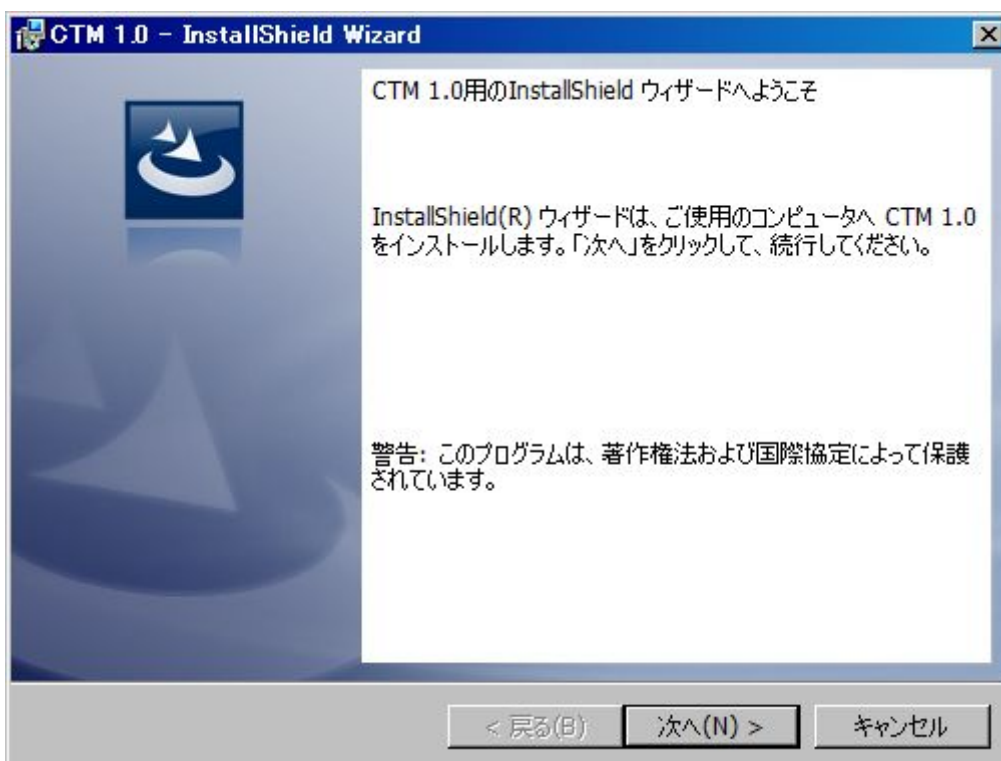 CTM 1.0 - InstallShield Wizard
CTM 1.0用のInstallShield ウィザードへようこそ
InstallShield(R) ウィザードは、ご使用のコンピュータへ CTM 1.0
をインストールします。「次へ」をクリックして、続行してください。
警告: このプログラムは、著作権法および国際協定によって保護
されています。
< 戻る(B)
次へ(N) >
キャンセル